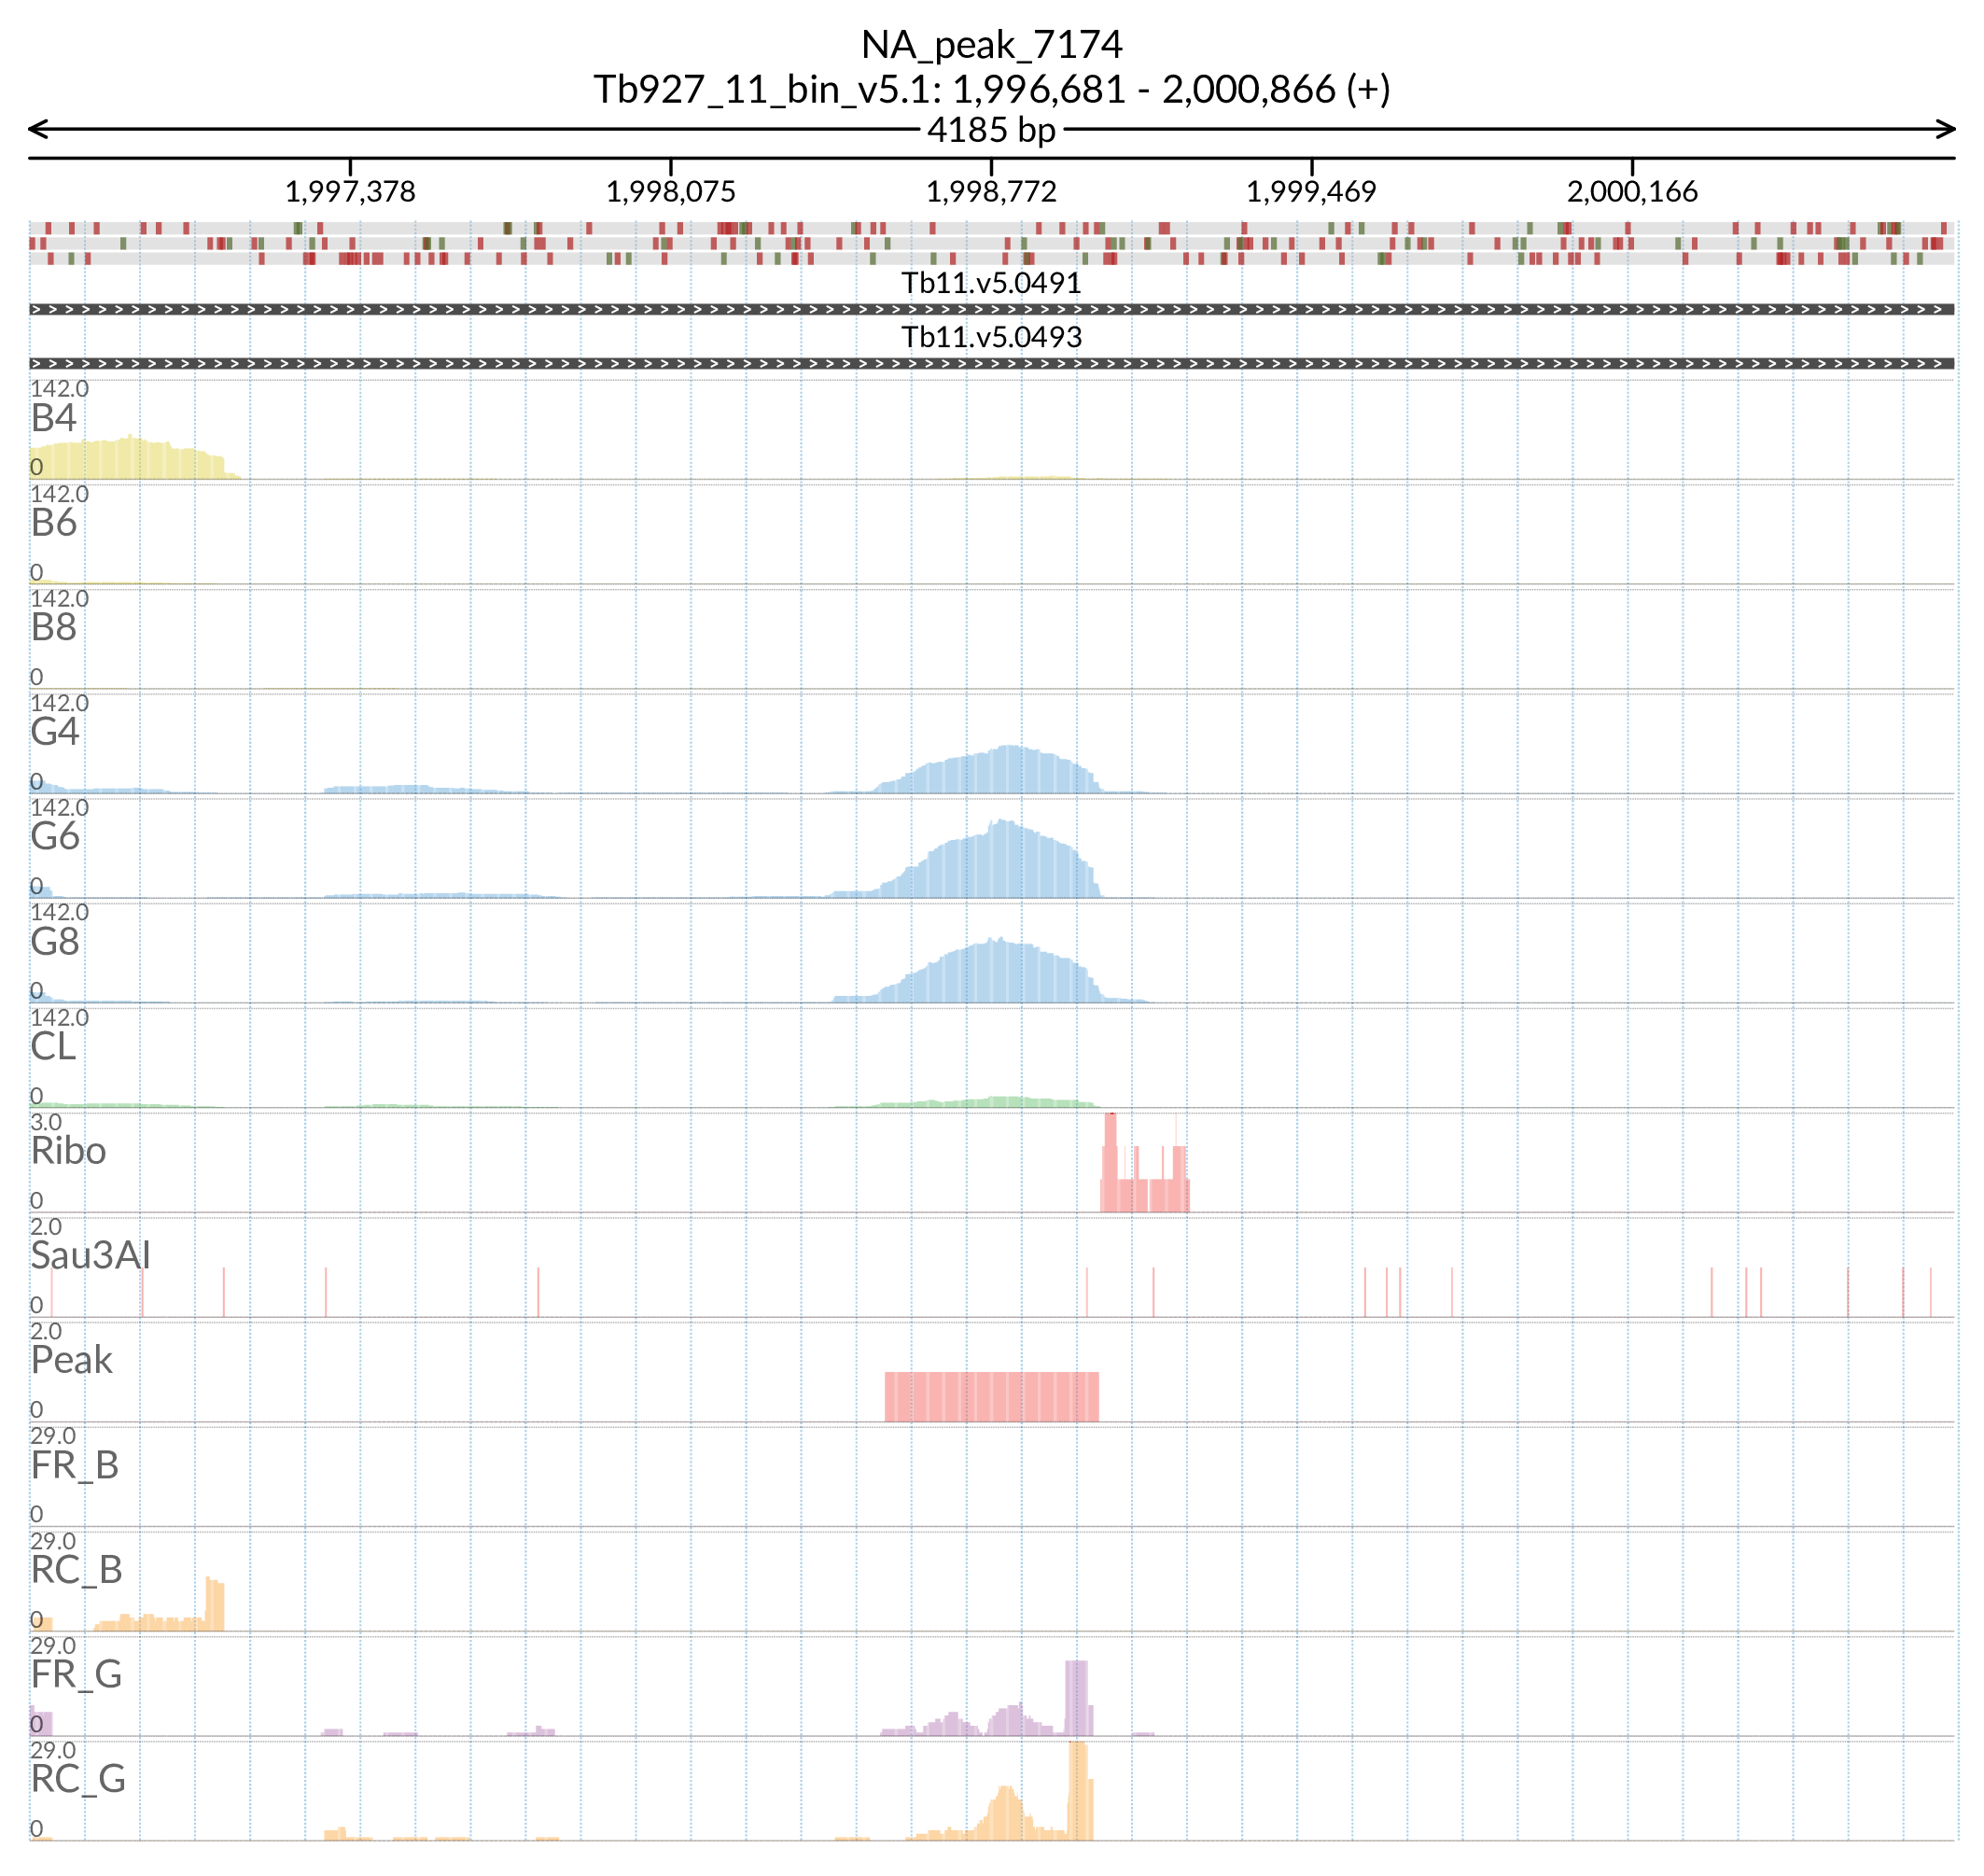 NA_peak_7174
Tb927_11_bin_v5.1: 1,996,681 - 2,000,866 (+)
4185 bp
1,997,378 1,998,075 1,998,772 1,999,469 2,000,166
Tb11.v5.0491
Tb11.v5.0493
142.0
B4
0
142.0
B6
0
142.0
B8
0
142.0
G4
0
142.0
G6
0
142.0
G8
0
142.0
CL
0
3.0
Ribo
0
2.0
Sau3AI
0
2.0
Peak
0
29.0
FR_B
0
29.0
RC_B
0
29.0
FR_G
0
29.0
RC_G
0